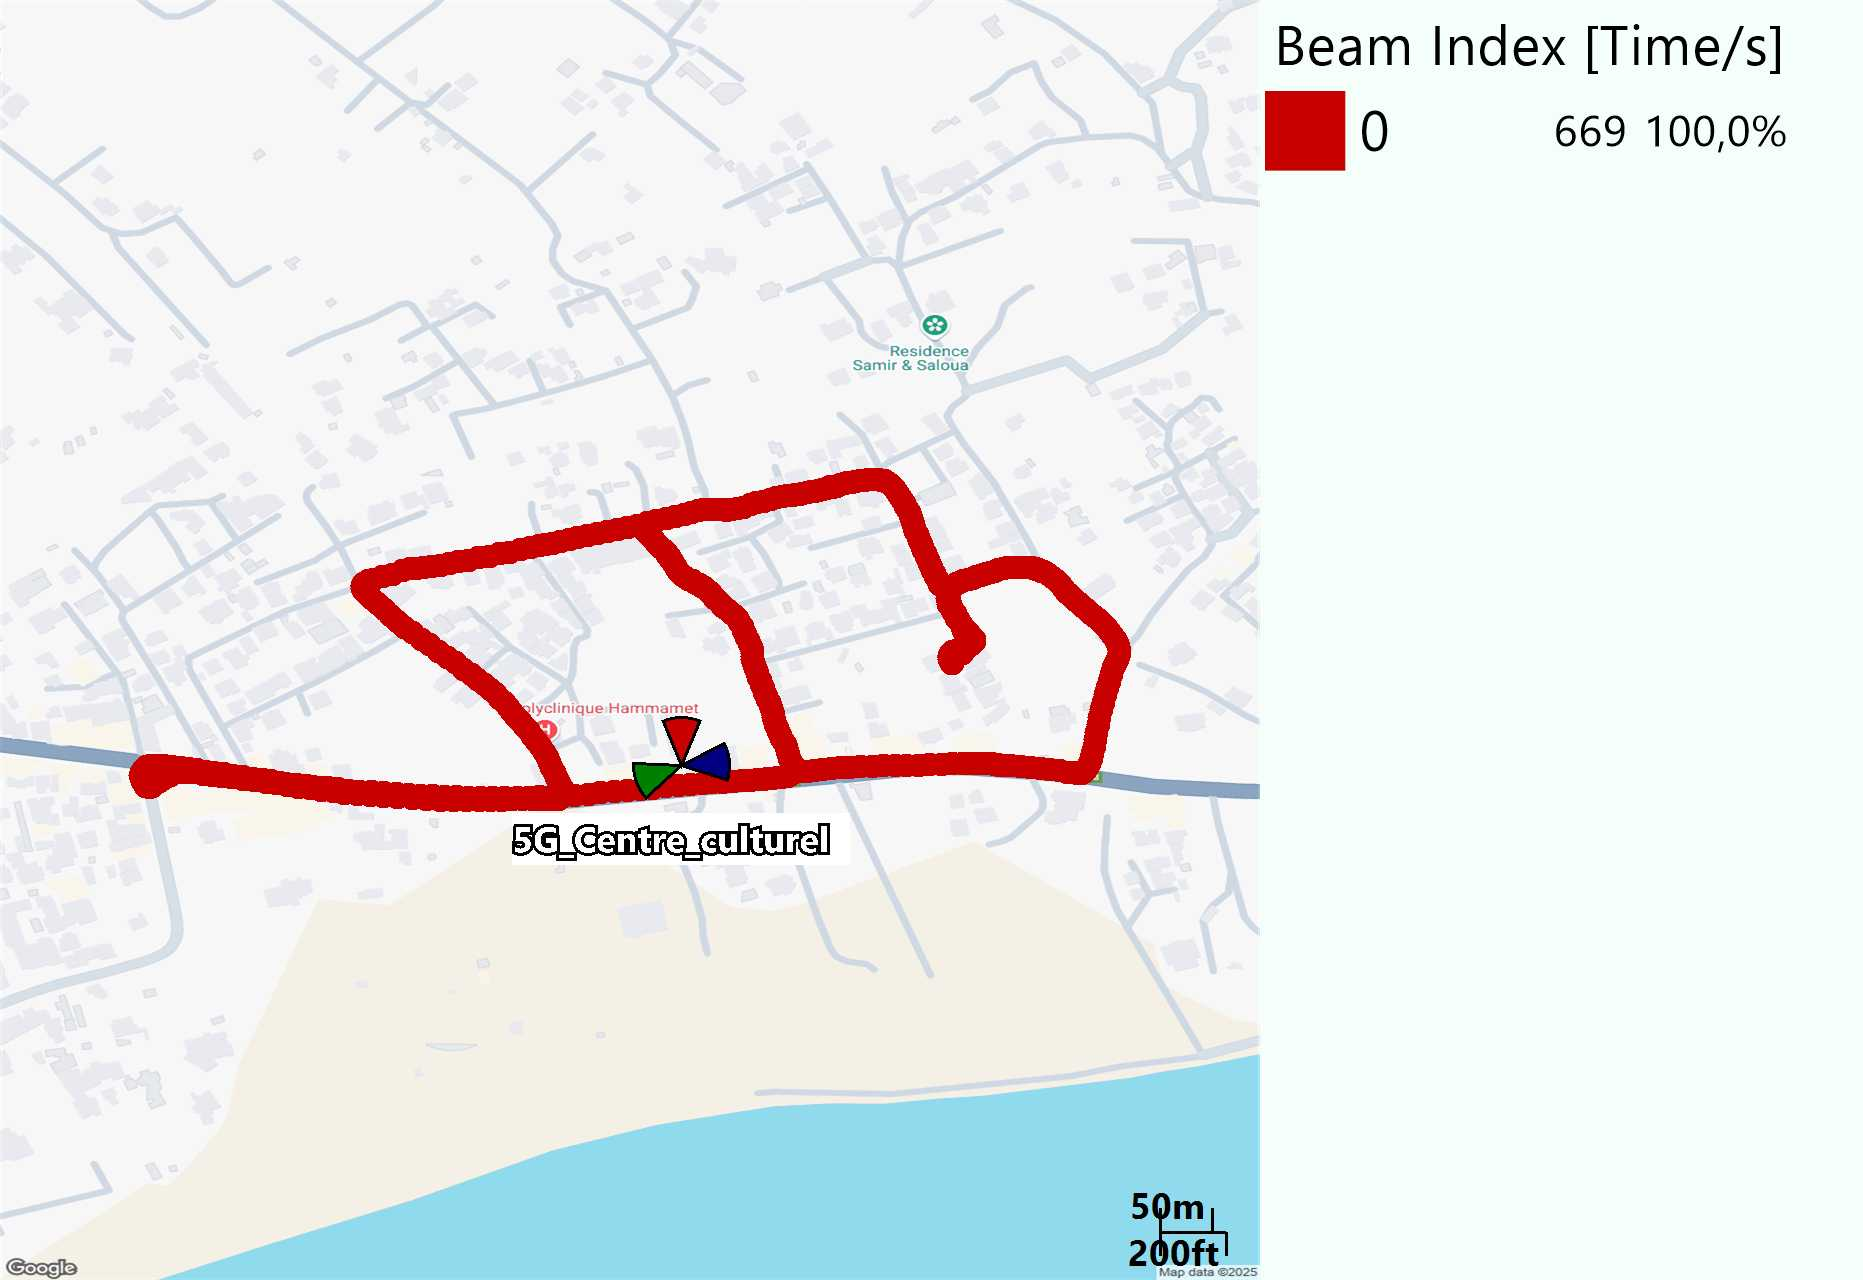 Beam Index [Time/s]
0 669 100,0%
Residence
Samir & Saloua
olyclinique Hammamet
H
5G_Centre_culturel
50m
200ft
Google
Map data ©2025